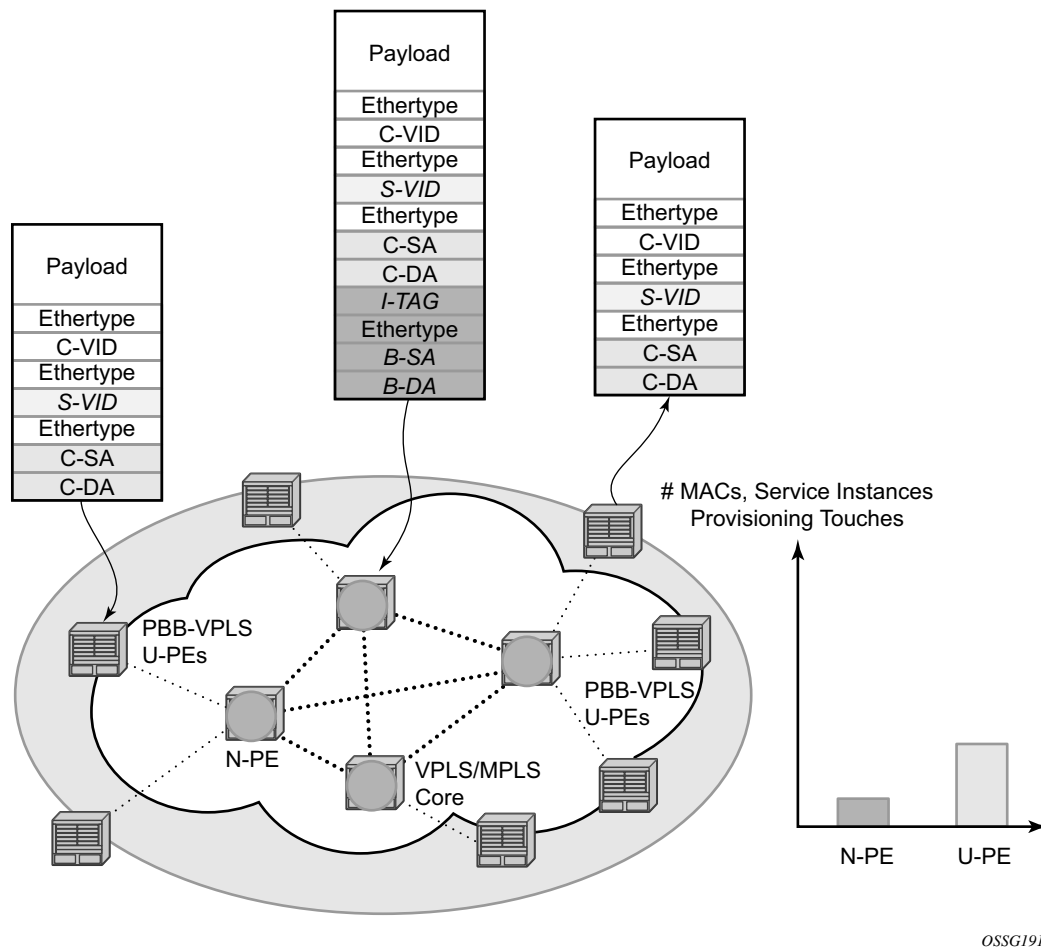 Payload
Ethertype
C-VID
Ethertype
S-VID
Ethertype
C-SA
C-DA
Payload
Ethertype
C-VID
Ethertype
S-VID
Ethertype
C-SA
C-DA
I-TAG
Ethertype
B-SA
B-DA
Payload
Ethertype
C-VID
Ethertype
S-VID
Ethertype
C-SA
C-DA
# MACs, Service Instances
Provisioning Touches
PBB-VPLS
U-PEs
PBB-VPLS
U-PEs
N-PE
VPLS/MPLS
Core
N-PE
U-PE
OSSG191